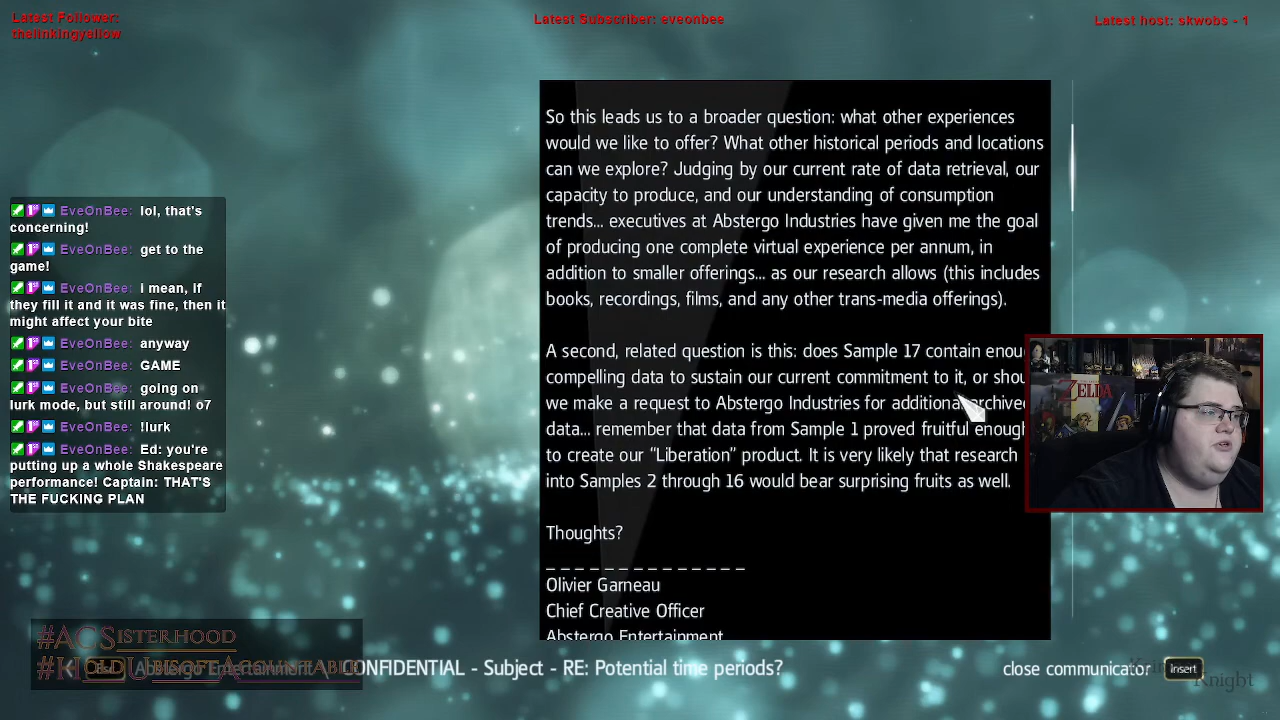 Latest Follower:
thelinkingyellow
Latest Subscriber: eveonbee
Latest host: skwobs - 1
EveOnBee: lol, that's
concerning!
EveOnBee: get to the
game!
EveOnBee: I mean, If
they fill it and it was fine, then it
might affect your bite
EveOnBee: anyway
EveOnBee: GAME
EveOnBee: going on
lurk mode, but still around! o7
EveOnBee: !lurk
EveOnBee: Ed: you're
putting up a whole Shakespeare
performance! Captain: THAT'S
THE FUCKING PLAN
So this leads us to a broader question: what other experiences
would we like to offer? What other historical periods and locations
can we explore? Judging by our current rate of data retrieval, our
capacity to produce, and our understanding of consumption
trends... executives at Abstergo Industries have given me the goal
of producing one complete virtual experience per annum, in
addition to smaller offerings... as our research allows (this includes
books, recordings, films, and any other trans-media offerings).
A second, related question is this: does Sample 17 contain enou
compelling data to sustain our current commitment to it, or shou
we make a request to Abstergo Industries for additional archived
data... remember that data from Sample 1 proved fruitful enough
to create our “Liberation” product. It is very likely that research
into Samples 2 through 16 would bear surprising fruits as well.
Thoughts?
_ _ _ _ _ _ _ _ _ _ _ _ _ _
Olivier Garneau
Chief Creative Officer
Abstergo Entertainment
ZELDA
#ACSisterhood
#HoldUbisoftAccountable
Abstergo Entertainment \ CONFIDENTIAL - Subject - RE: Potential time periods?
close communicator Insert
Knight